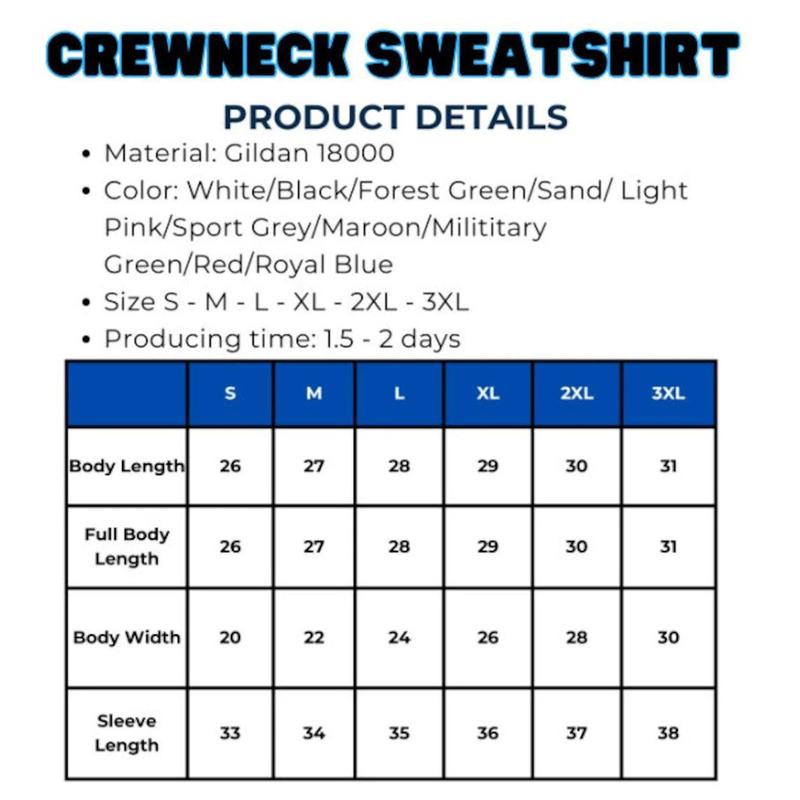 CREWNECK SWEATSHIRT
PRODUCT DETAILS
• Material: Gildan 18000
• Color: White/Black/Forest Green/Sand/ Light
Pink/Sport Grey/Maroon/Milititary
Green/Red/Royal Blue
• Size S - M - L - XL - 2XL - 3XL
• Producing time: 1.5 - 2 days
S M L XL 2XL 3XL
Body Length 26 27 28 29 30 31
Full Body
Length 26 27 28 29 30 31
Body Width 20 22 24 26 28 30
Sleeve
Length 33 34 35 36 37 38